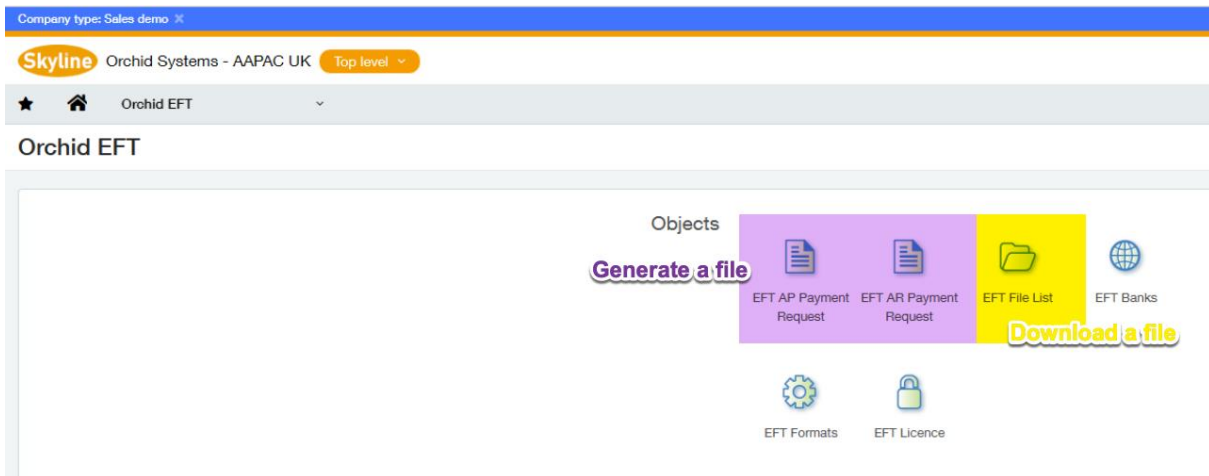 Company type: Sales demo ×
Skyline Orchid Systems - AAPAC UK Top level
Orchid EFT
Orchid EFT
Objects
Generate a file
EFT AP Payment
Request
EFT AR Payment
Request
EFT File List
EFT Banks
Download a file
EFT Formats
EFT Licence